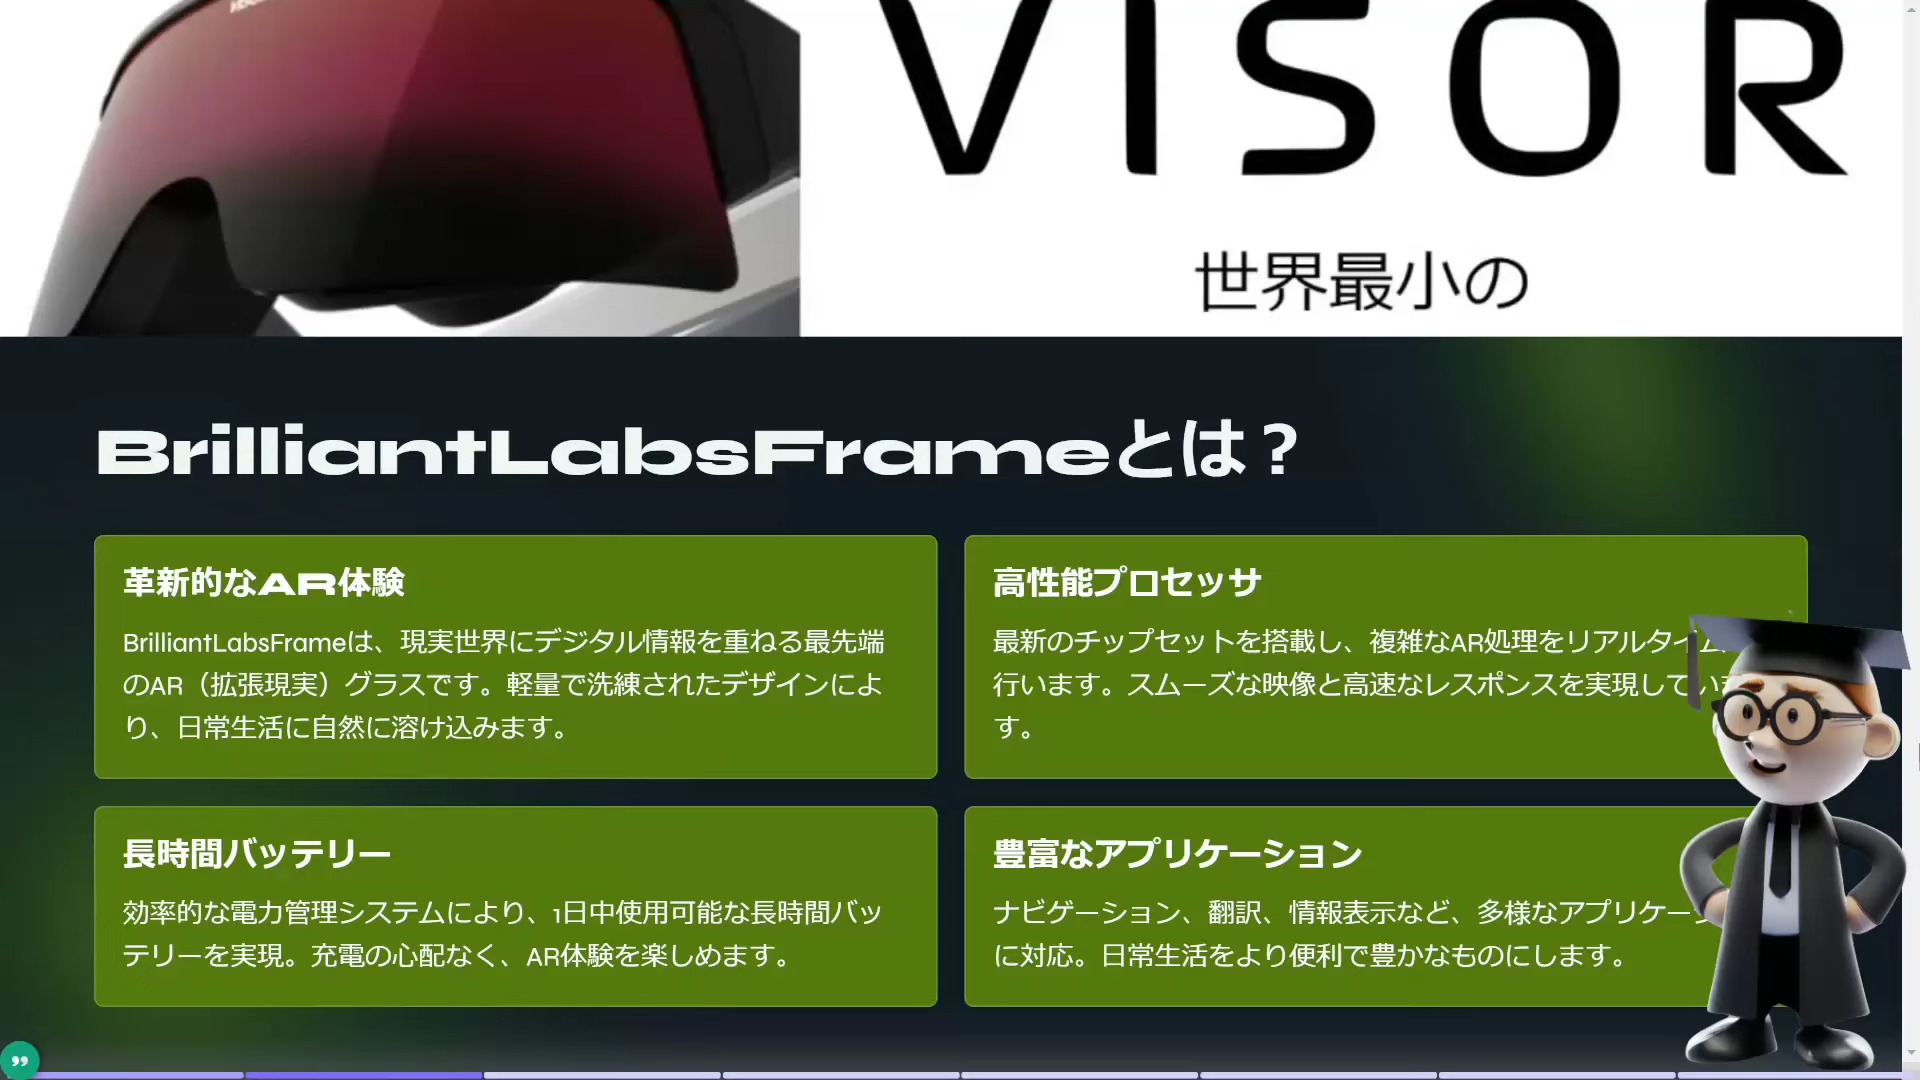 VISOR
世界最小の
BrilliantLabsFrameとは？
革新的なAR体験
BrilliantLabsFrameは、現実世界にデジタル情報を重ねる最先端
のAR（拡張現実）グラスです。軽量で洗練されたデザインによ
り、日常生活に自然に溶け込みます。
高性能プロセッサ
最新のチップセットを搭載し、複雑なAR処理をリアルタイム
行います。スムーズな映像と高速なレスポンスを実現していま
す。
長時間バッテリー
効率的な電力管理システムにより、1日中使用可能な長時間バッ
テリーを実現。充電の心配なく、AR体験を楽しめます。
豊富なアプリケーション
ナビゲーション、翻訳、情報表示など、多様なアプリケーシ
に対応。日常生活をより便利で豊かなものにします。